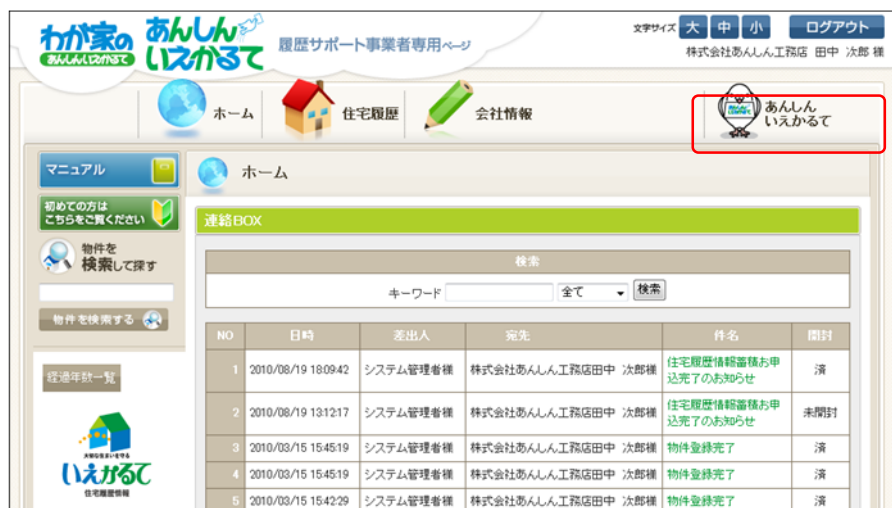 わが家の あんしん いえかるて
あんしんいえかるて
履歴サポート事業者専用ページ
文字サイズ 大 中 小 ログアウト
株式会社あんしん工務店 田中 次郎 様
ホーム 住宅履歴 会社情報 あんしん いえかるて
マニュアル
初めての方は
こちらをご覧ください
物件を
検索して探す
物件を検索する
経過年数一覧
大切な住まいを守る
いえかるて
住宅履歴情報
ホーム
連絡BOX
検索
キーワード 全て 検索
NO 日時 差出人 宛先 件名 開封
1 2010/08/19 18:09:42 システム管理者様 株式会社あんしん工務店田中 次郎様 住宅履歴情報蓄積お申
込完了のお知らせ 済
2 2010/08/19 13:12:17 システム管理者様 株式会社あんしん工務店田中 次郎様 住宅履歴情報蓄積お申
込完了のお知らせ 未開封
3 2010/03/15 15:45:19 システム管理者様 株式会社あんしん工務店田中 次郎様 物件登録完了 済
4 2010/03/15 15:45:19 システム管理者様 株式会社あんしん工務店田中 次郎様 物件登録完了 済
5 2010/03/15 15:42:29 システム管理者様 株式会社あんしん工務店田中 次郎様 物件登録完了 済